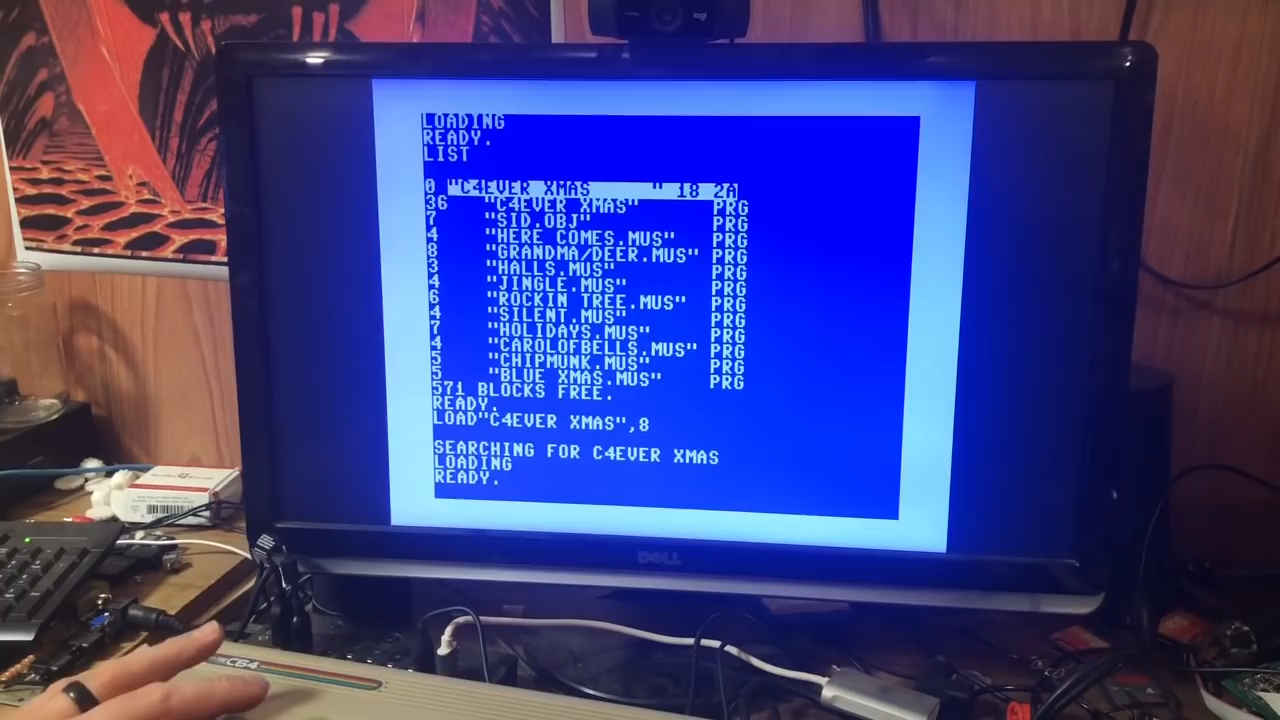 logi
LOADING
READY.
LIST
0 "C4EVER XMAS      " 18 2A
36 "C4EVER XMAS" PRG
7 "SID.OBJ" PRG
4 "HERE COMES.MUS" PRG
8 "GRANDMA/DEER.MUS" PRG
3 "HALLS.MUS" PRG
4 "JINGLE.MUS" PRG
6 "ROCKIN TREE.MUS" PRG
4 "SILENT.MUS" PRG
7 "HOLIDAYS.MUS" PRG
4 "CAROLOFBELLS.MUS" PRG
5 "CHIPMUNK.MUS" PRG
5 "BLUE XMAS.MUS" PRG
571 BLOCKS FREE.
READY.
LOAD"C4EVER XMAS",8
SEARCHING FOR C4EVER XMAS
LOADING
READY.
DELL
C64